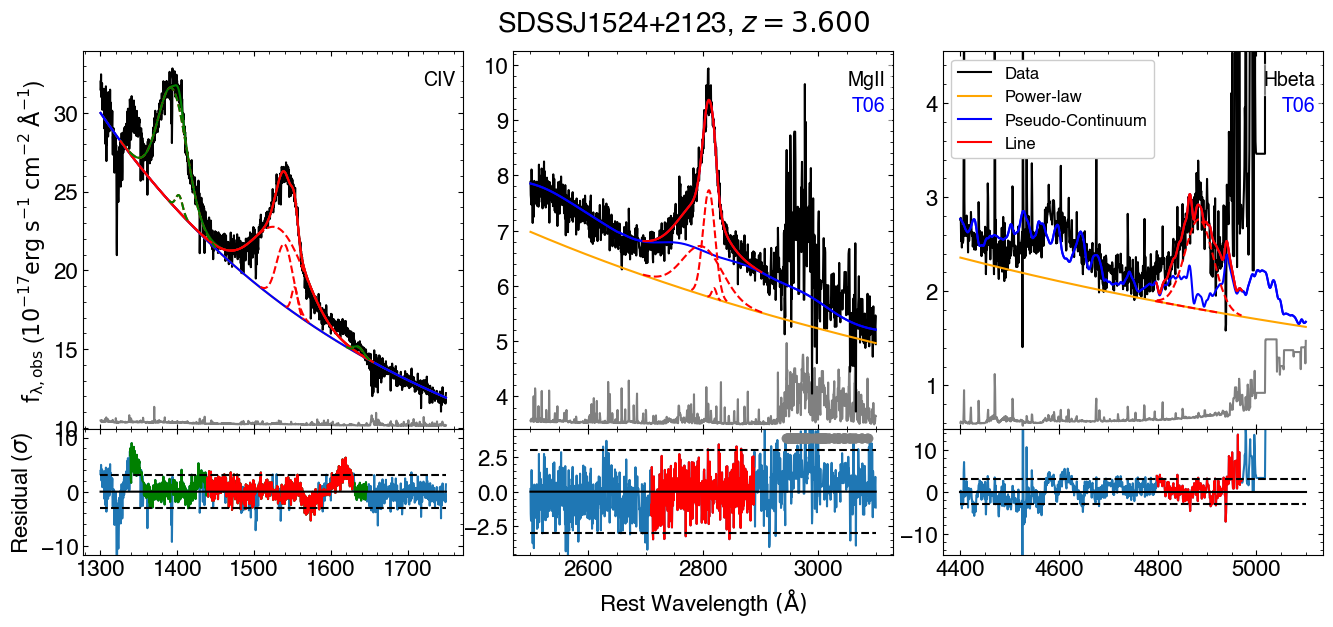 SDSSJ1524+2123, z = 3.600
f_λ,obs (10⁻¹⁷erg s⁻¹ cm⁻² Å⁻¹)
CIV
30
25
20
15
10
MgII
T06
10
9
8
7
6
5
4
Data
Power-law
Pseudo-Continuum
Line
Hbeta
T06
4
3
2
1
Residual (σ)
10
0
−10
2.5
0.0
−2.5
10
0
−10
1300 1400 1500 1600 1700
2600 2800 3000
4400 4600 4800 5000
Rest Wavelength (Å)